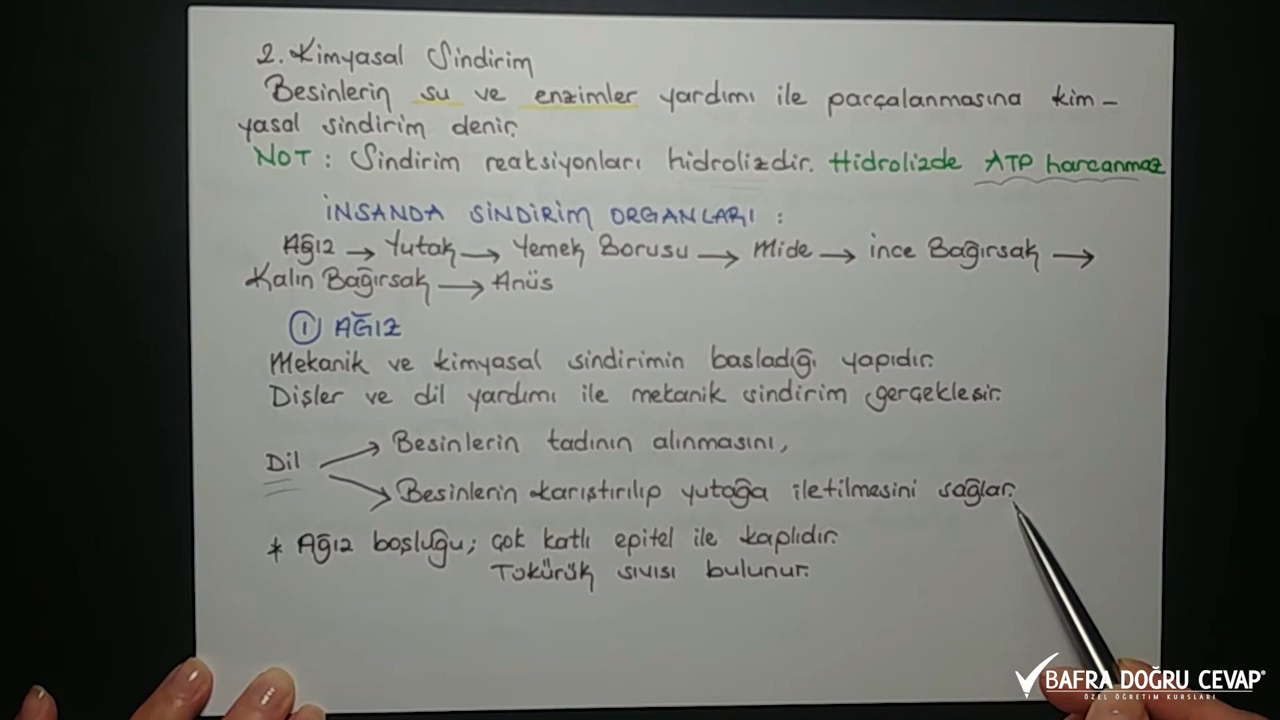 2. Kimyasal Sindirim
Besinlerin su ve enzimler yardımı ile parçalanmasına kim-
yasal sindirim denir.
NOT : Sindirim reaksiyonları hidrolizdir. Hidrolizde ATP harcanmaz
İNSANDA SİNDİRİM ORGANLARI :
Ağız → Yutak → Yemek Borusu → Mide → İnce Bağırsak →
Kalın Bağırsak → Anüs
① AĞIZ
Mekanik ve kimyasal sindirimin basladığı yapıdır.
Dişler ve dil yardımı ile mekanik sindirim gerçekleşir.
Dil → Besinlerin tadının alınmasını,
→ Besinlerin karıştırılıp yutağa iletilmesini sağlar.
* Ağız boşluğu; çok katlı epitel ile kaplıdır.
Tükürük sıvısı bulunur.
BAFRA DOĞRU CEVAP®
ÖZEL ÖĞRETİM KURSLARI